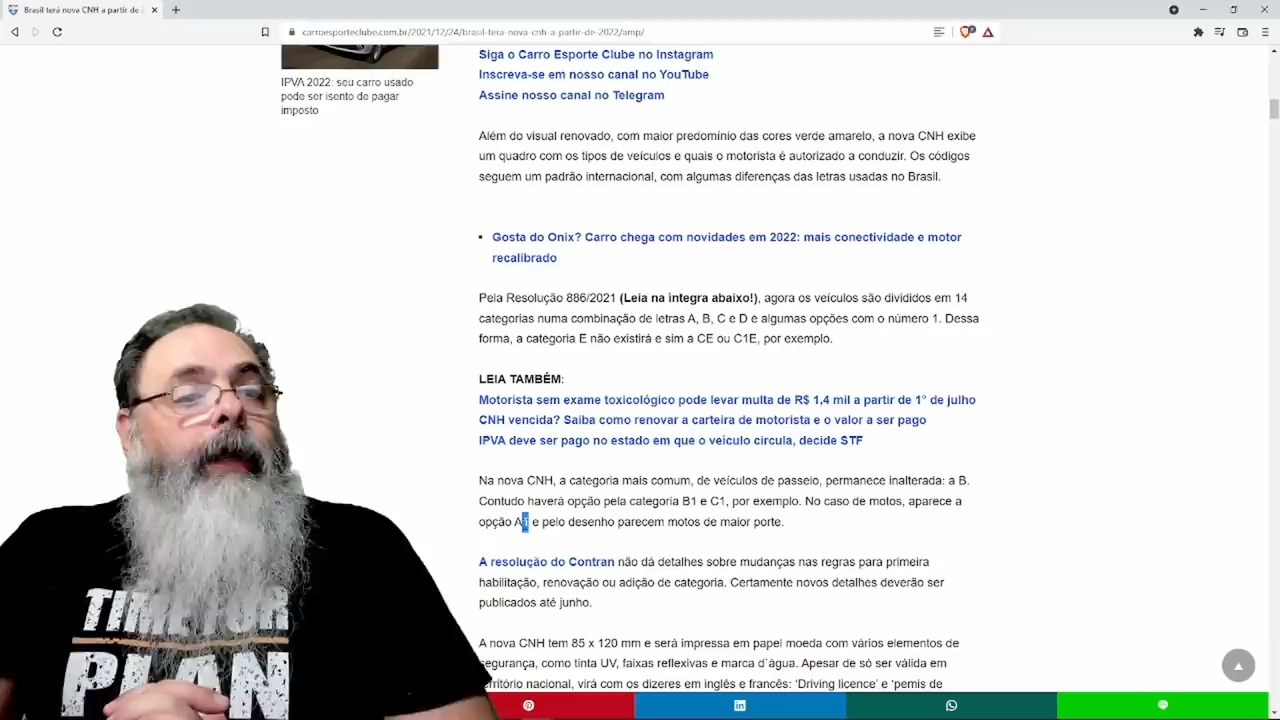 Brasil terá nova CNH a partir de
carroesporteclube.com.br/2021/12/24/brasil-tera-nova-cnh-a-partir-de-2022/amp/
IPVA 2022: seu carro usado
pode ser isento de pagar
imposto
Siga o Carro Esporte Clube no Instagram
Inscreva-se em nosso canal no YouTube
Assine nosso canal no Telegram
Além do visual renovado, com maior predomínio das cores verde amarelo, a nova CNH exibe
um quadro com os tipos de veículos e quais o motorista é autorizado a conduzir. Os códigos
seguem um padrão internacional, com algumas diferenças das letras usadas no Brasil.
Gosta do Onix? Carro chega com novidades em 2022: mais conectividade e motor
recalibrado
Pela Resolução 886/2021 (Leia na íntegra abaixo!), agora os veículos são divididos em 14
categorias numa combinação de letras A, B, C e D e algumas opções com o número 1. Dessa
forma, a categoria E não existirá e sim a CE ou C1E, por exemplo.
LEIA TAMBÉM:
Motorista sem exame toxicológico pode levar multa de R$ 1,4 mil a partir de 1° de julho
CNH vencida? Saiba como renovar a carteira de motorista e o valor a ser pago
IPVA deve ser pago no estado em que o veículo circula, decide STF
Na nova CNH, a categoria mais comum, de veículos de passeio, permanece inalterada: a B.
Contudo haverá opção pela categoria B1 e C1, por exemplo. No caso de motos, aparece a
opção A1 e pelo desenho parecem motos de maior porte.
A resolução do Contran não dá detalhes sobre mudanças nas regras para primeira
habilitação, renovação ou adição de categoria. Certamente novos detalhes deverão ser
publicados até junho.
A nova CNH tem 85 x 120 mm e será impressa em papel moeda com vários elementos de
segurança, como tinta UV, faixas reflexivas e marca d´água. Apesar de só ser válida em
território nacional, virá com os dizeres em inglês e francês: 'Driving licence' e 'pemis de